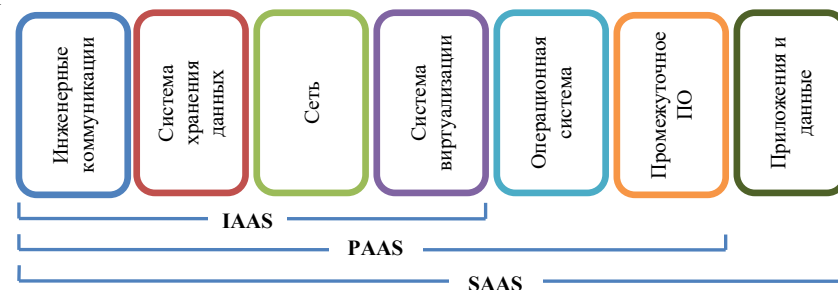 Инженерные
коммуникации
Система
хранения
данных
Сеть
Система
виртуализации
Операционная
система
Промежуточное
ПО
Приложения и
данные
IAAS
PAAS
SAAS